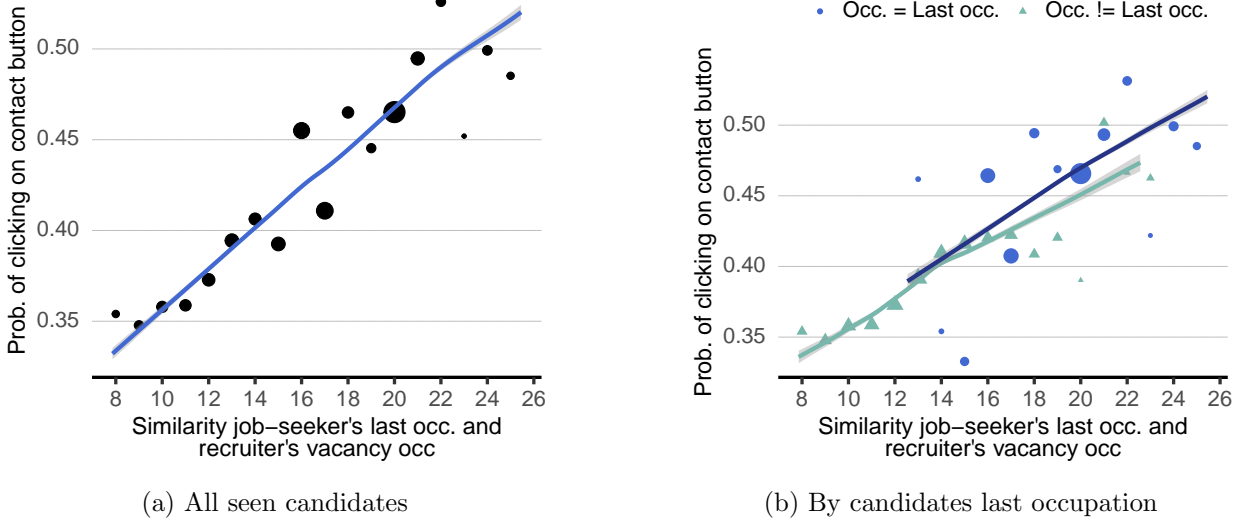 Prob. of clicking on contact button
0.50
0.45
0.40
0.35
8 10 12 14 16 18 20 22 24 26
Similarity job−seeker's last occ. and
recruiter's vacancy occ
(a) All seen candidates
Occ. = Last occ. Occ. != Last occ.
Prob. of clicking on contact button
0.50
0.45
0.40
0.35
8 10 12 14 16 18 20 22 24 26
Similarity job−seeker's last occ. and
recruiter's vacancy occ
(b) By candidates last occupation